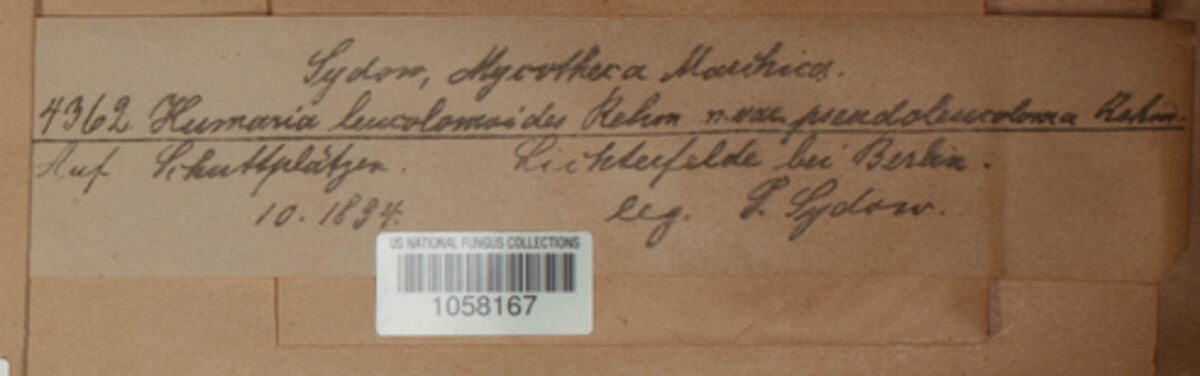 Sydow, Mycotheca Marchica.
4362. Humaria leucolomoides Rehm n. var. pseudoleucoloma Rehm.
Auf Schuttplätzen. Lichterfelde bei Berlin.
10. 1894. leg. P. Sydow.
US NATIONAL FUNGUS COLLECTIONS
1058167